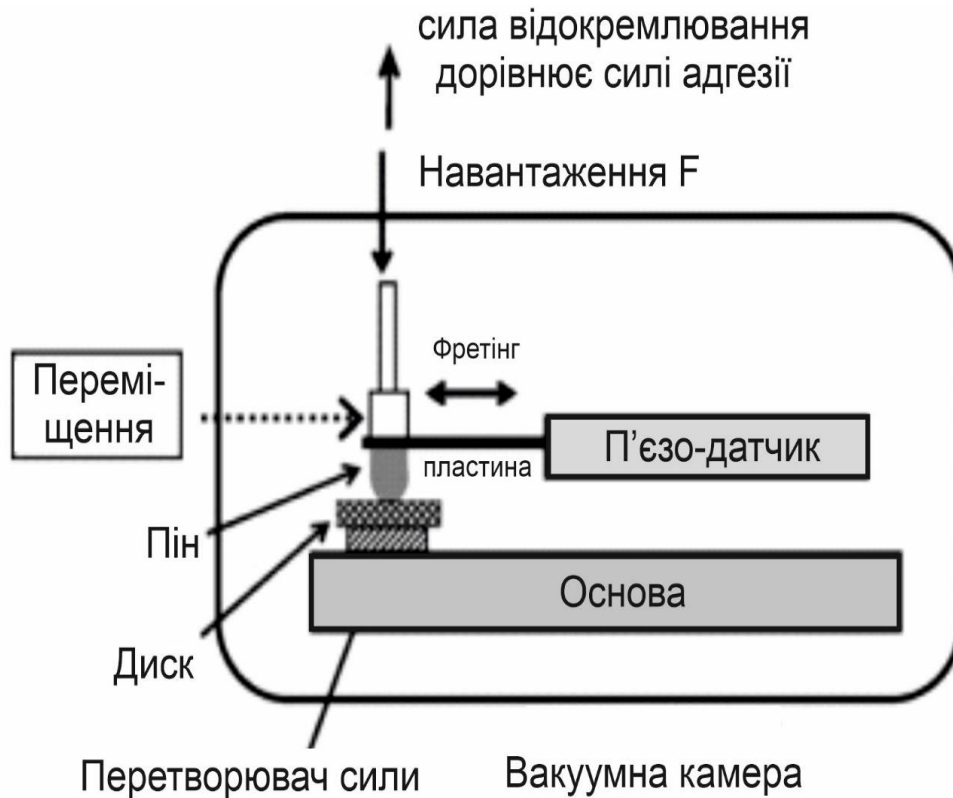 сила відокремлювання
дорівнює силі адгезії
Навантаження F
Фретінг
Перемі-
щення
П’єзо-датчик
пластина
Пін
Основа
Диск
Перетворювач сили
Вакуумна камера